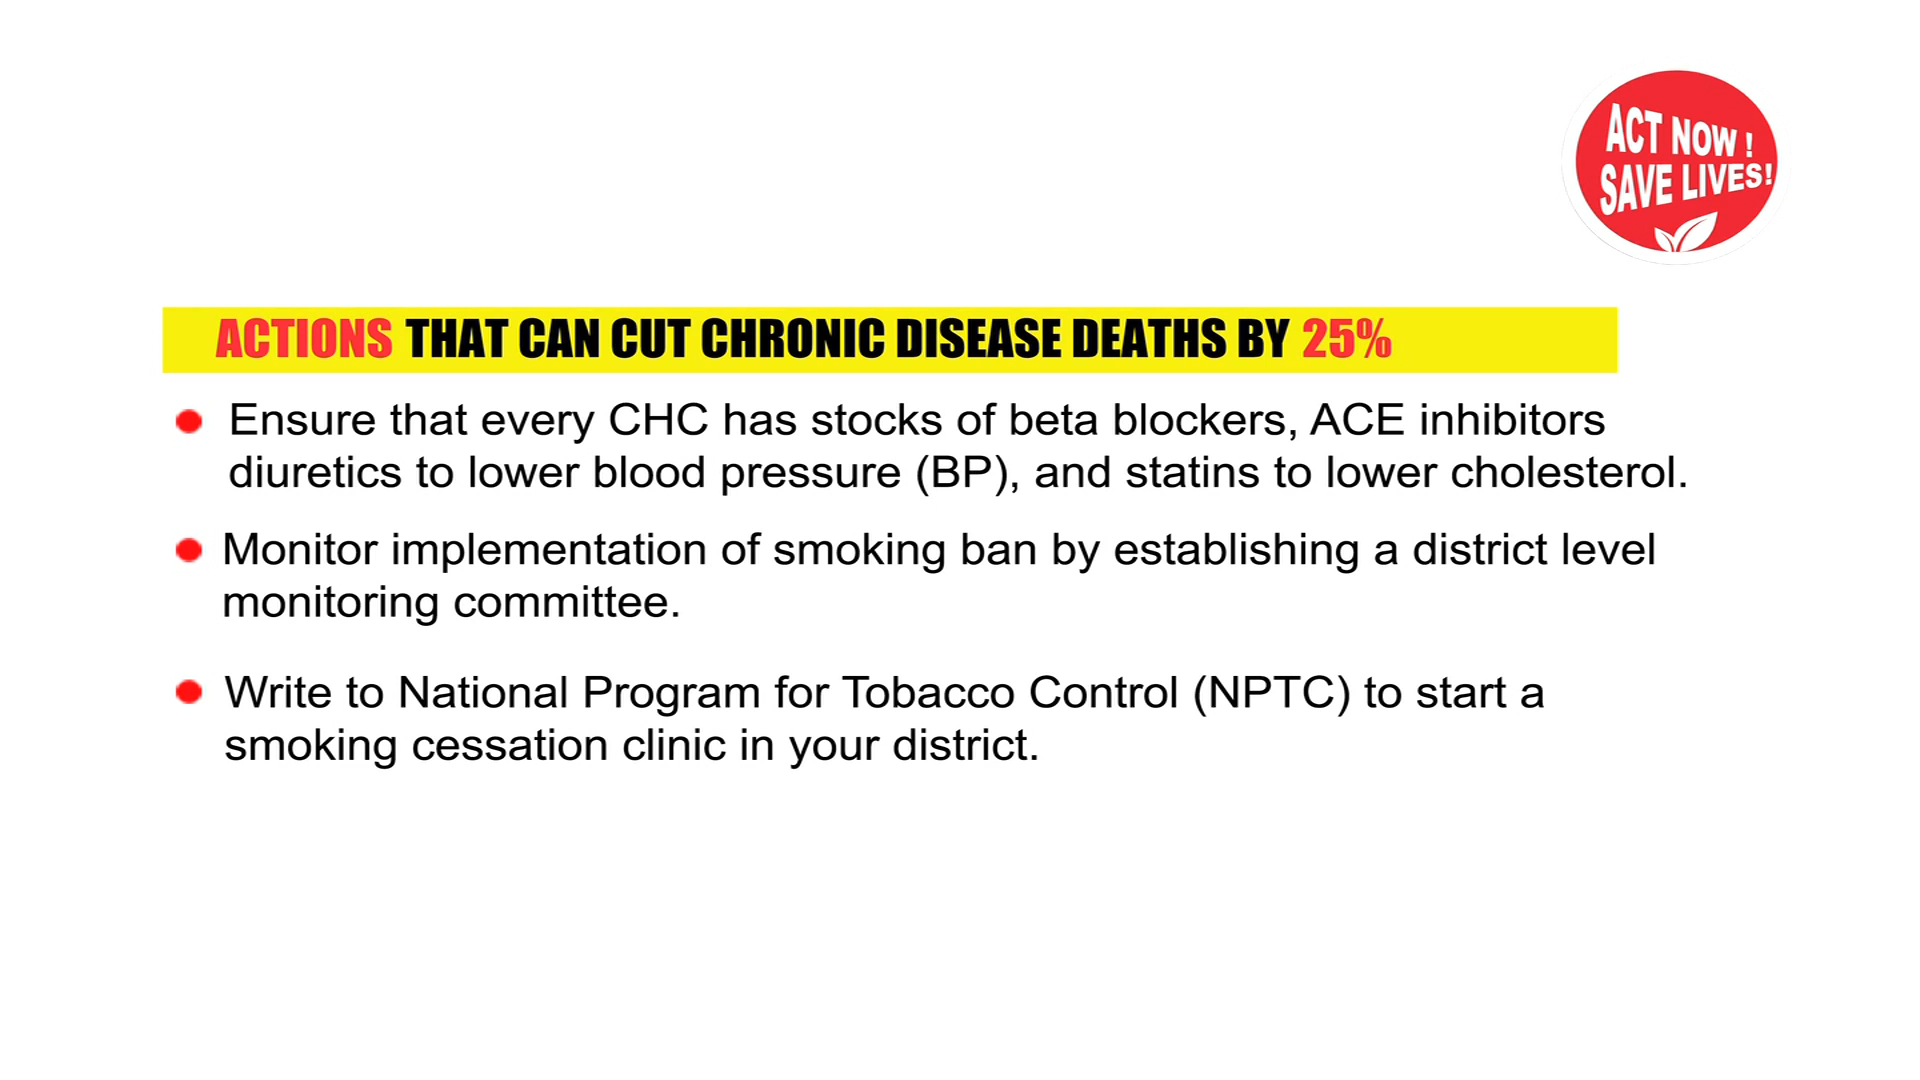 ACT NOW !
SAVE LIVES!
ACTIONS THAT CAN CUT CHRONIC DISEASE DEATHS BY 25%
Ensure that every CHC has stocks of beta blockers, ACE inhibitors
diuretics to lower blood pressure (BP), and statins to lower cholesterol.
Monitor implementation of smoking ban by establishing a district level
monitoring committee.
Write to National Program for Tobacco Control (NPTC) to start a
smoking cessation clinic in your district.